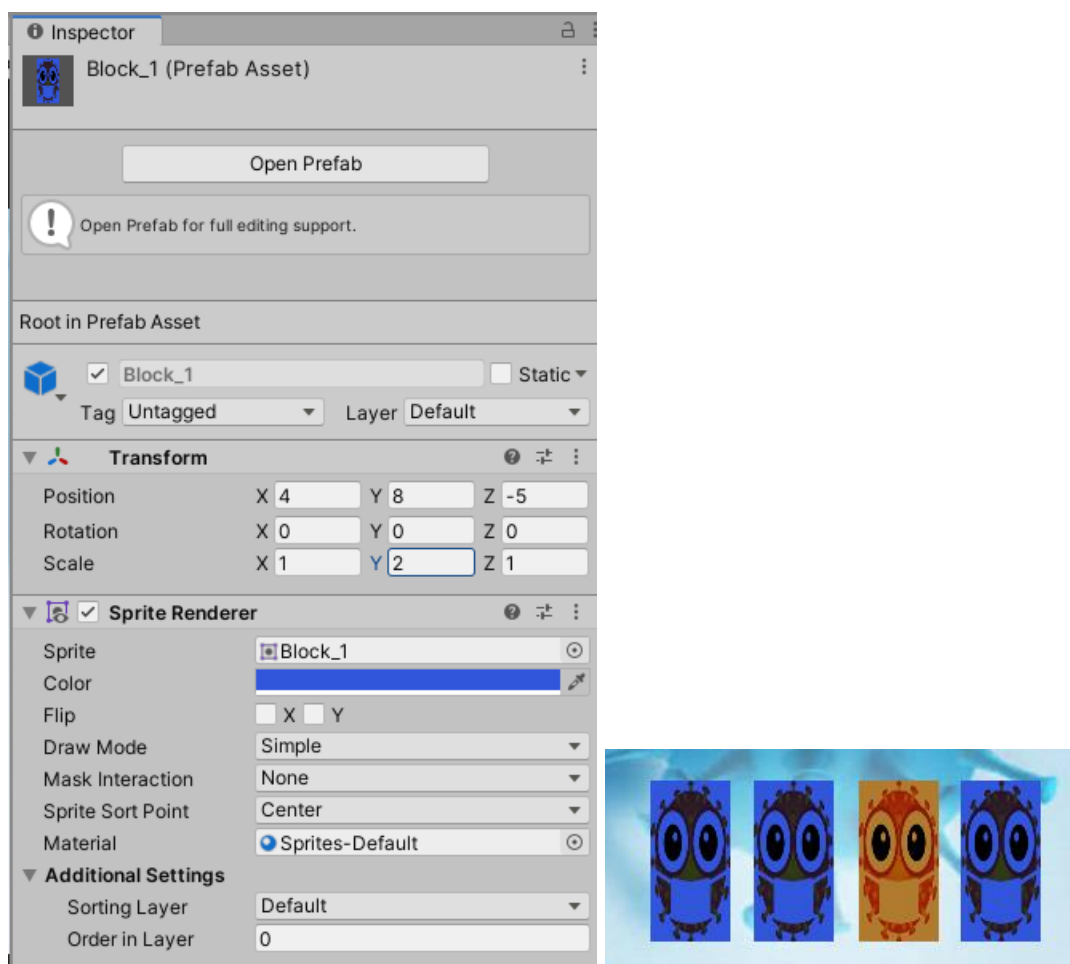 Inspector
Block_1 (Prefab Asset)
Open Prefab
Open Prefab for full editing support.
Root in Prefab Asset
Block_1 Static
Tag Untagged Layer Default
Transform
Position X 4 Y 8 Z -5
Rotation X 0 Y 0 Z 0
Scale X 1 Y 2 Z 1
Sprite Renderer
Sprite Block_1
Color
Flip X Y
Draw Mode Simple
Mask Interaction None
Sprite Sort Point Center
Material Sprites-Default
Additional Settings
Sorting Layer Default
Order in Layer 0